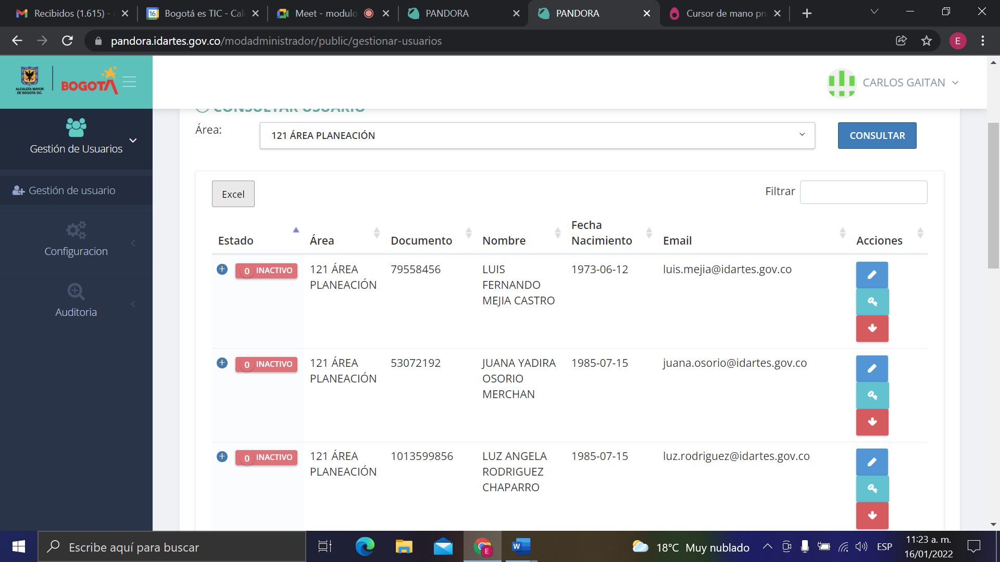 Recibidos (1.615) -
Bogotá es TIC - Cal
Meet - modulo
PANDORA
PANDORA
Cursor de mano pn
pandora.idartes.gov.co/modadministrador/public/gestionar-usuarios
E
ALCALDÍA MAYOR
DE BOGOTÁ D.C.
BOGOTÁ
CARLOS GAITAN
CONSULTAR USUARIO
Gestión de Usuarios
Gestión de usuario
Configuracion
Auditoria
Área:
121 ÁREA PLANEACIÓN
CONSULTAR
Excel
Filtrar
Estado
Área
Documento
Nombre
Fecha
Nacimiento
Email
Acciones
0 INACTIVO
121 ÁREA
PLANEACIÓN
79558456
LUIS
FERNANDO
MEJIA CASTRO
1973-06-12
luis.mejia@idartes.gov.co
0 INACTIVO
121 ÁREA
PLANEACIÓN
53072192
JUANA YADIRA
OSORIO
MERCHAN
1985-07-15
juana.osorio@idartes.gov.co
0 INACTIVO
121 ÁREA
PLANEACIÓN
1013599856
LUZ ANGELA
RODRIGUEZ
CHAPARRO
1985-07-15
luz.rodriguez@idartes.gov.co
Escribe aquí para buscar
E
W
18°C Muy nublado
ESP
11:23 a. m.
16/01/2022